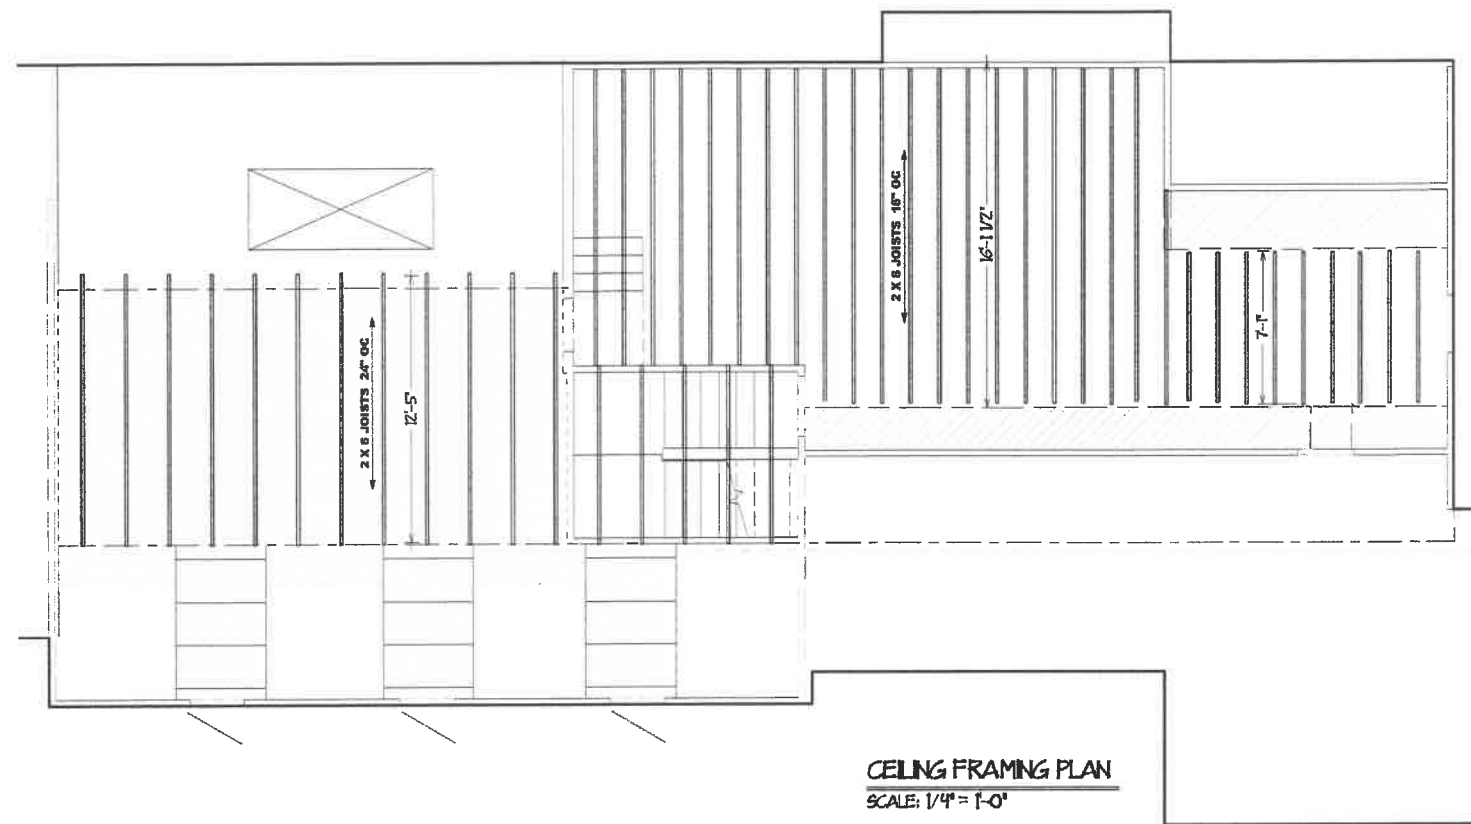 2 X 6 JOISTS 24" OC
12'-5"
2 X 8 JOISTS 16" OC
16'-1 1/2"
7'-1"
CEILING FRAMING PLAN
SCALE: 1/4" = 1'-0"